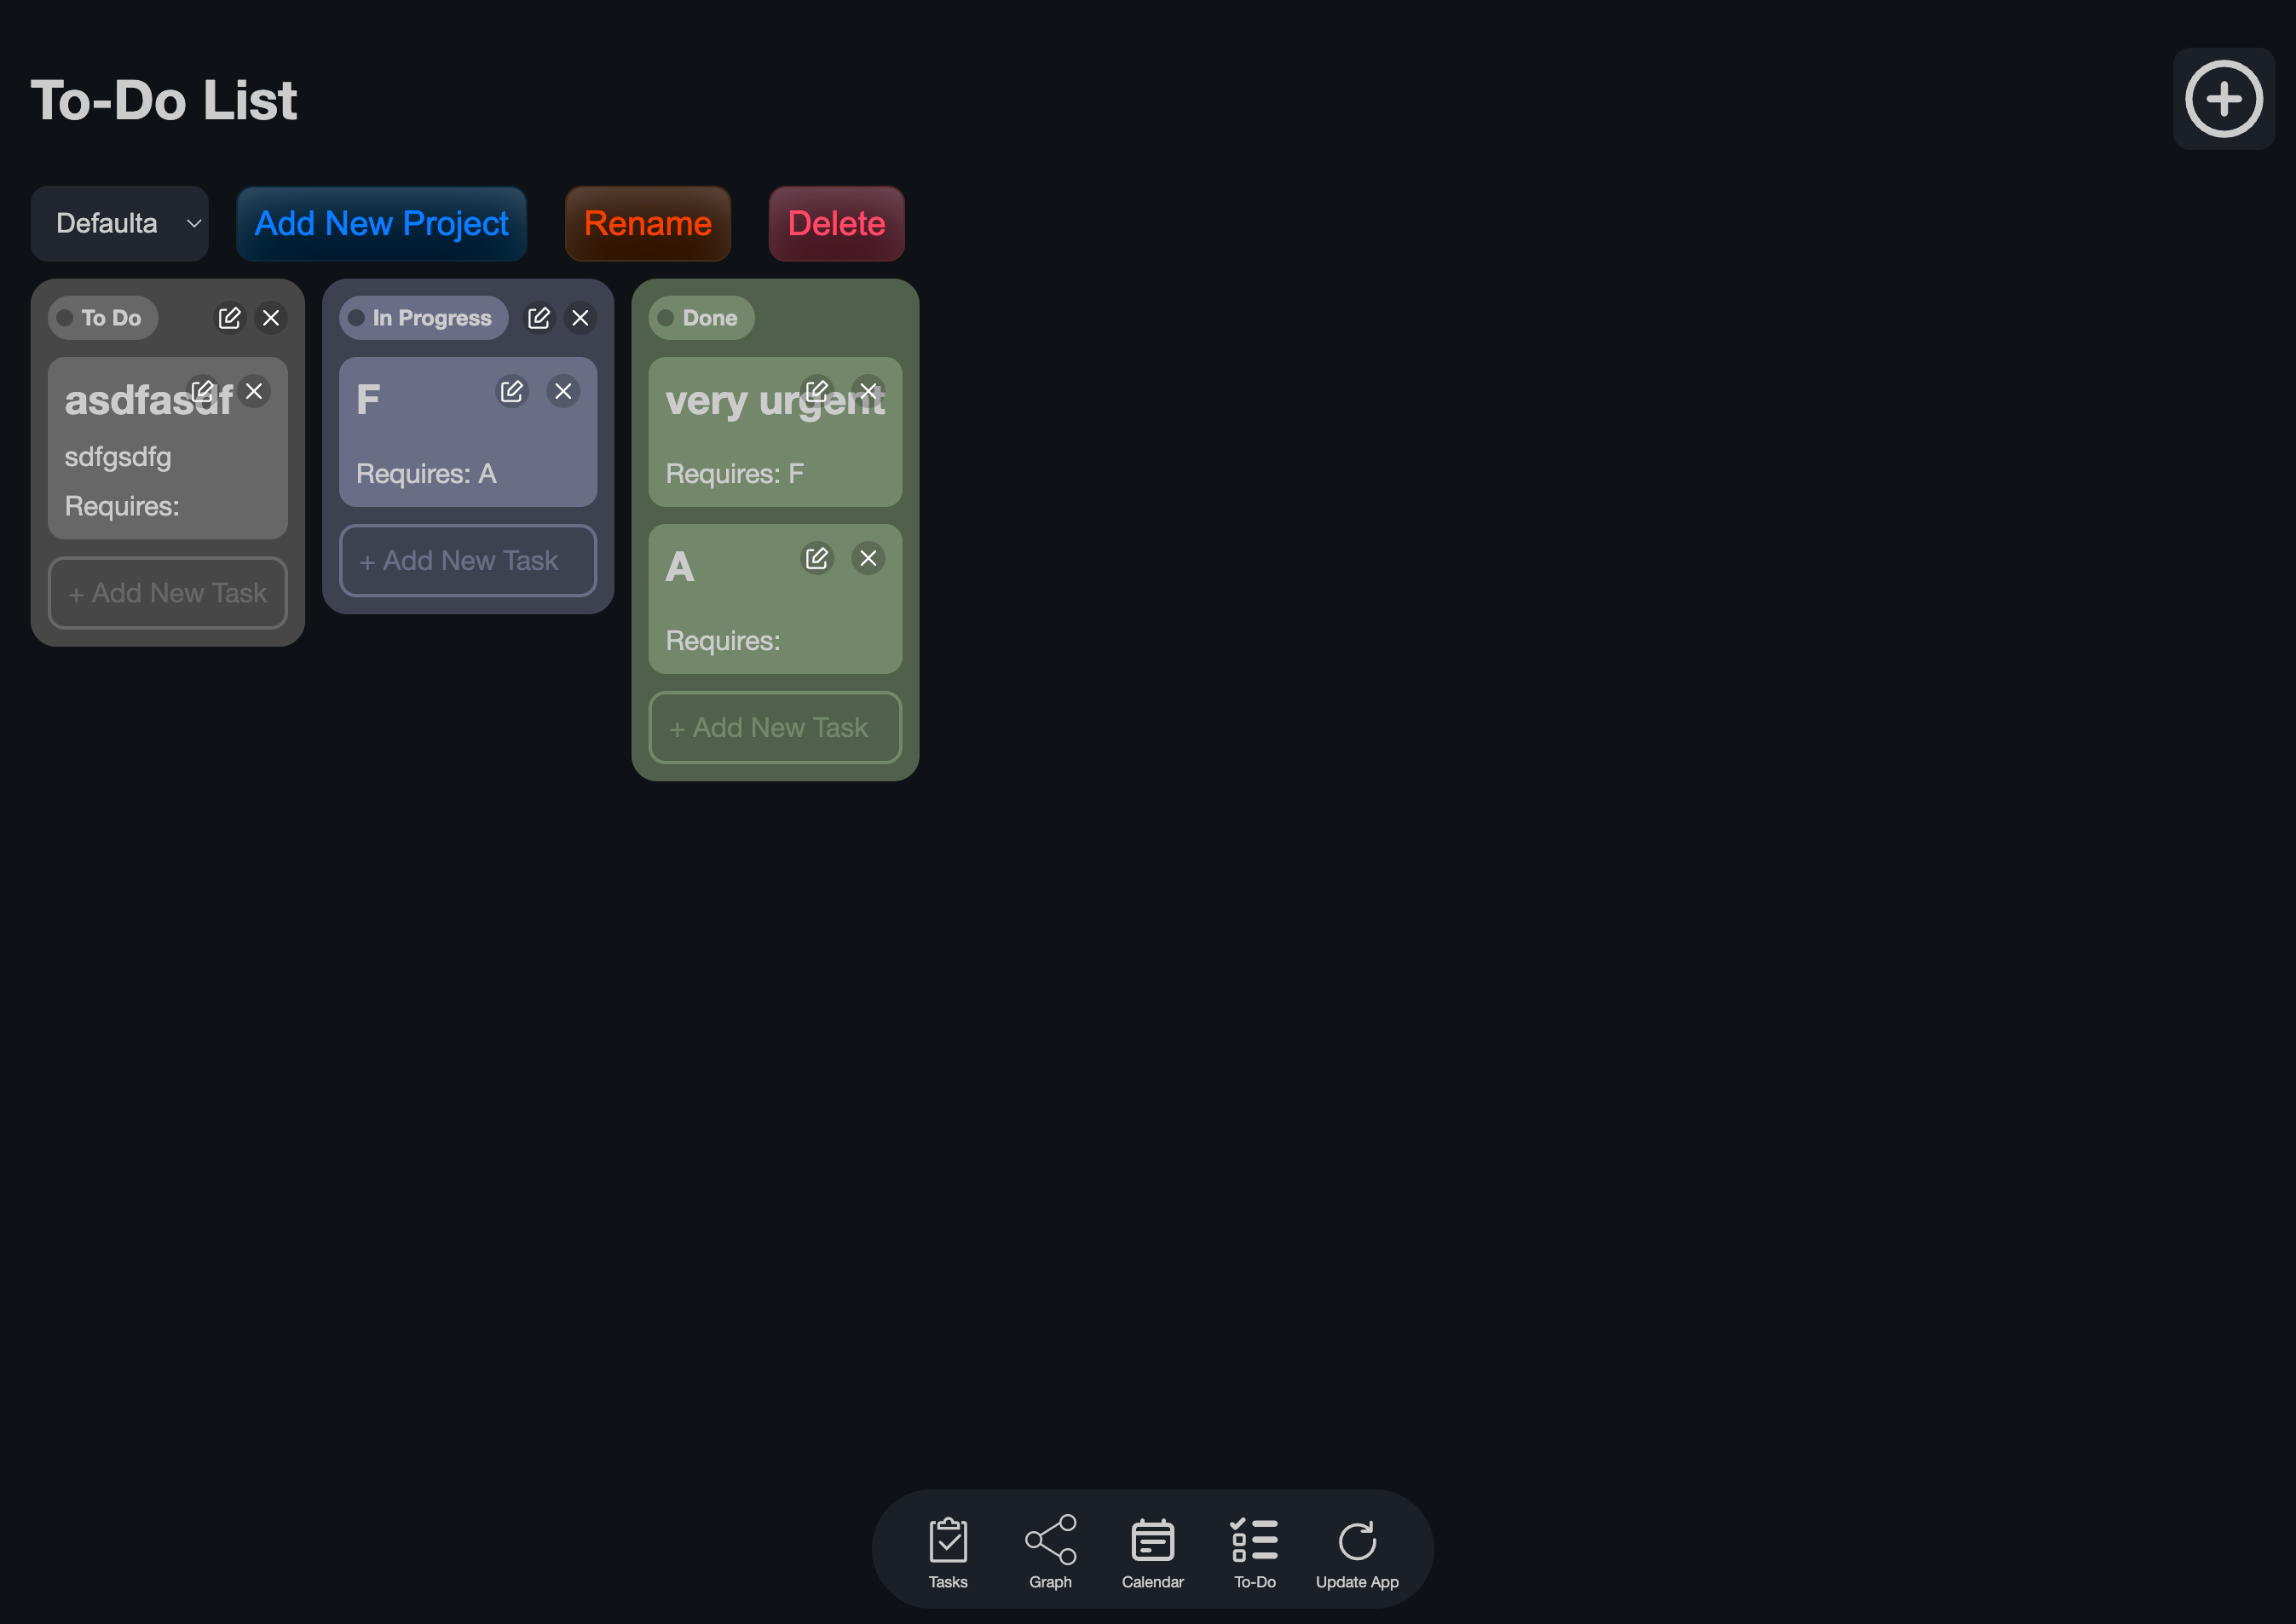 To-Do List
Defaulta
Add New Project
Rename
Delete
To Do
asdfasdf
sdfgsdfg
Requires:
+ Add New Task
In Progress
F
Requires: A
+ Add New Task
Done
very urgent
Requires: F
A
Requires:
+ Add New Task
Tasks
Graph
Calendar
To-Do
Update App